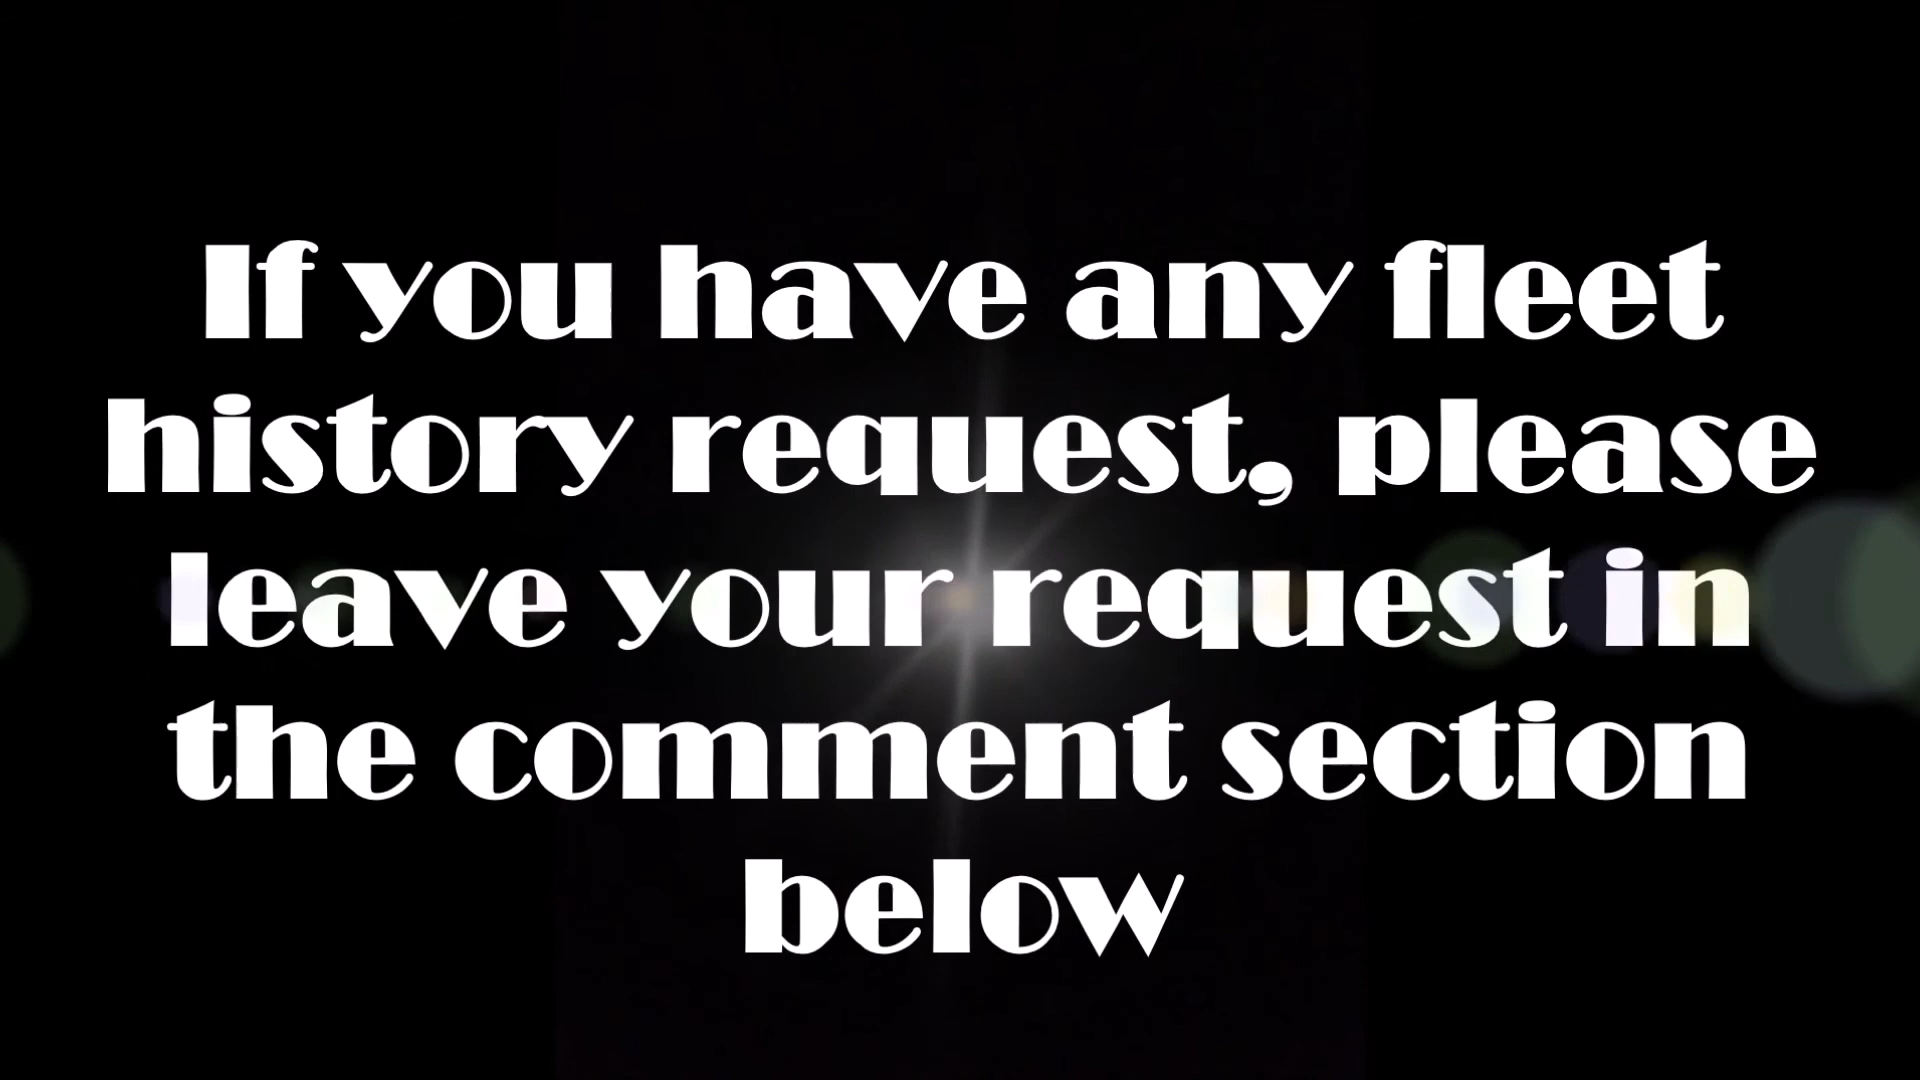 If you have any fleet
history request, please
leave your request in
the comment section
below